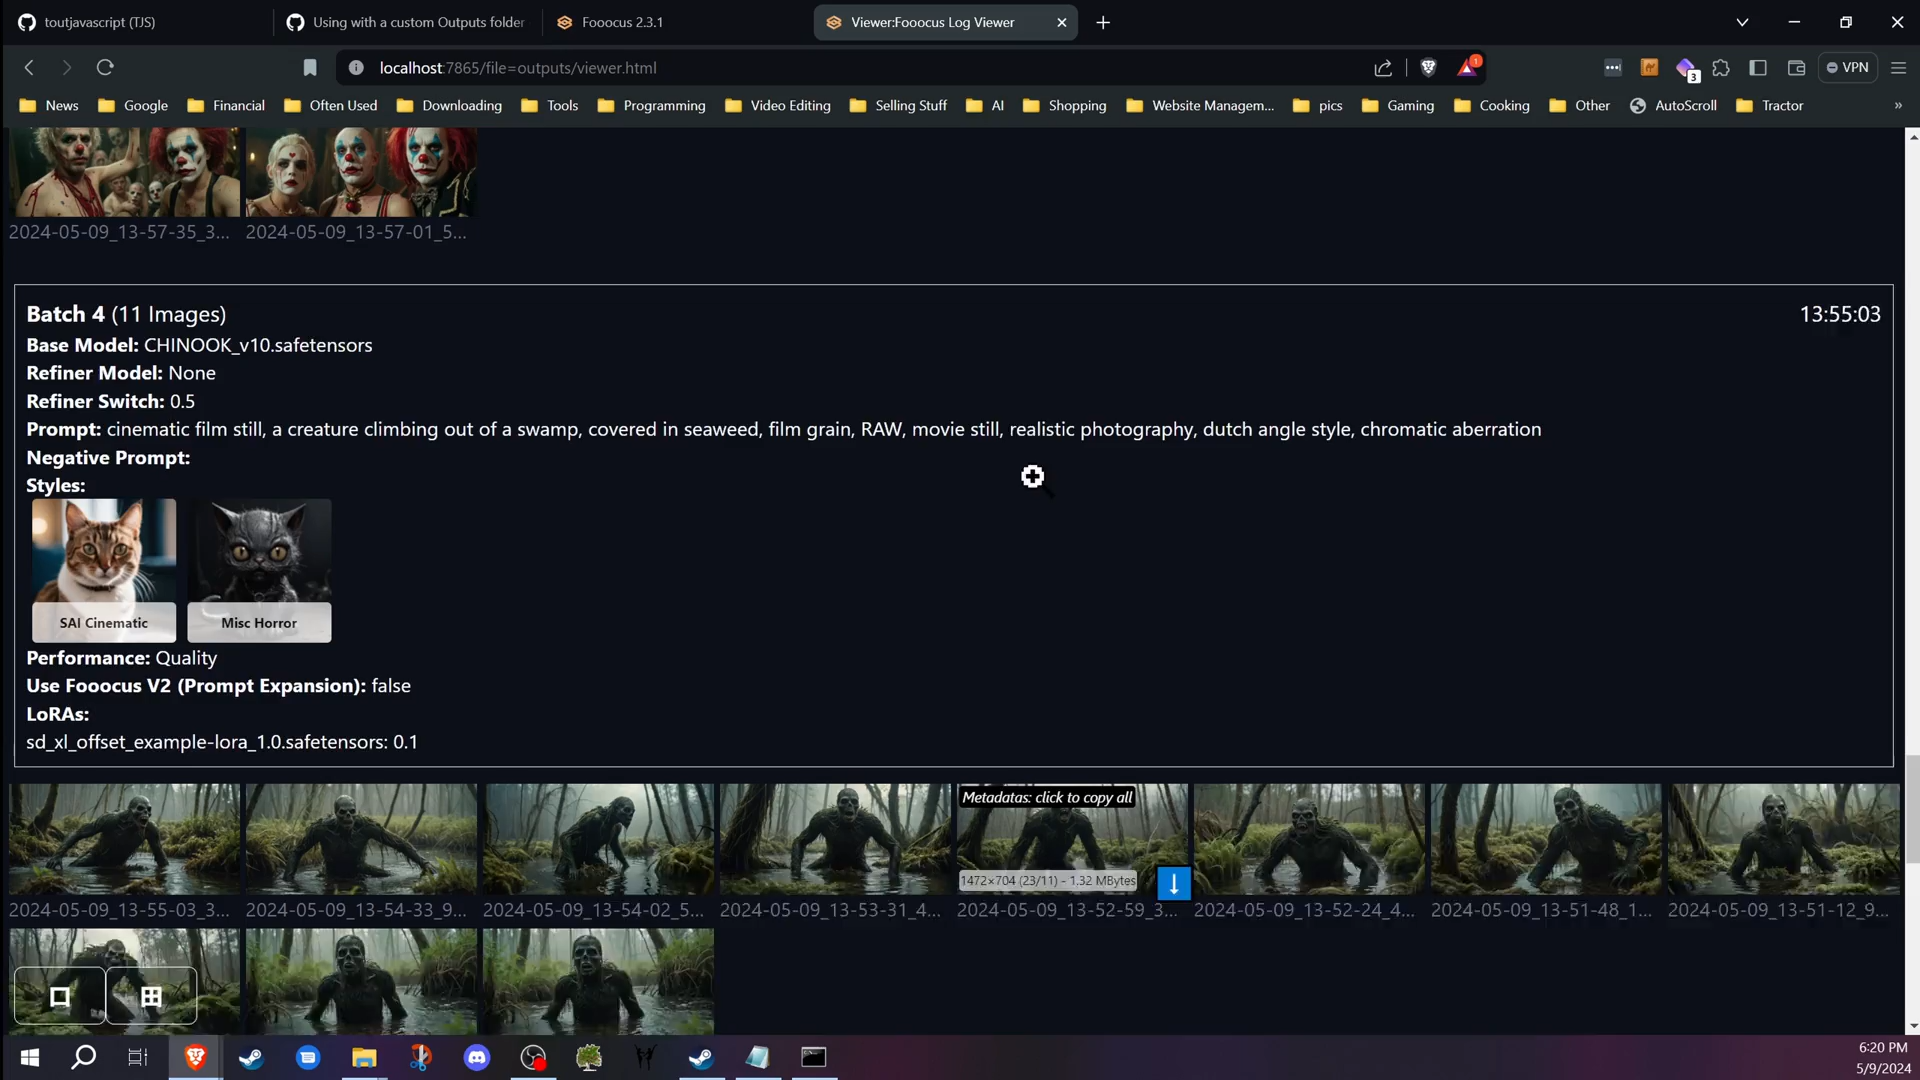 toutjavascript (TJS)
Using with a custom Outputs folder
Fooocus 2.3.1
Viewer:Fooocus Log Viewer
localhost:7865/file=outputs/viewer.html
1
3
VPN
News
Google
Financial
Often Used
Downloading
Tools
Programming
Video Editing
Selling Stuff
AI
Shopping
Website Managem...
pics
Gaming
Cooking
Other
AutoScroll
Tractor
»
2024-05-09_13-57-35_3...
2024-05-09_13-57-01_5...
Batch 4 (11 Images)
13:55:03
Base Model: CHINOOK_v10.safetensors
Refiner Model: None
Refiner Switch: 0.5
Prompt: cinematic film still, a creature climbing out of a swamp, covered in seaweed, film grain, RAW, movie still, realistic photography, dutch angle style, chromatic aberration
Negative Prompt:
Styles:
SAI Cinematic
Misc Horror
Performance: Quality
Use Fooocus V2 (Prompt Expansion): false
LoRAs:
sd_xl_offset_example-lora_1.0.safetensors: 0.1
Metadatas: click to copy all
1472×704 (23/11) - 1,32 MBytes
2024-05-09_13-55-03_3...
2024-05-09_13-54-33_9...
2024-05-09_13-54-02_5...
2024-05-09_13-53-31_4...
2024-05-09_13-52-59_3...
2024-05-09_13-52-24_4...
2024-05-09_13-51-48_1...
2024-05-09_13-51-12_9...
6:20 PM
5/9/2024